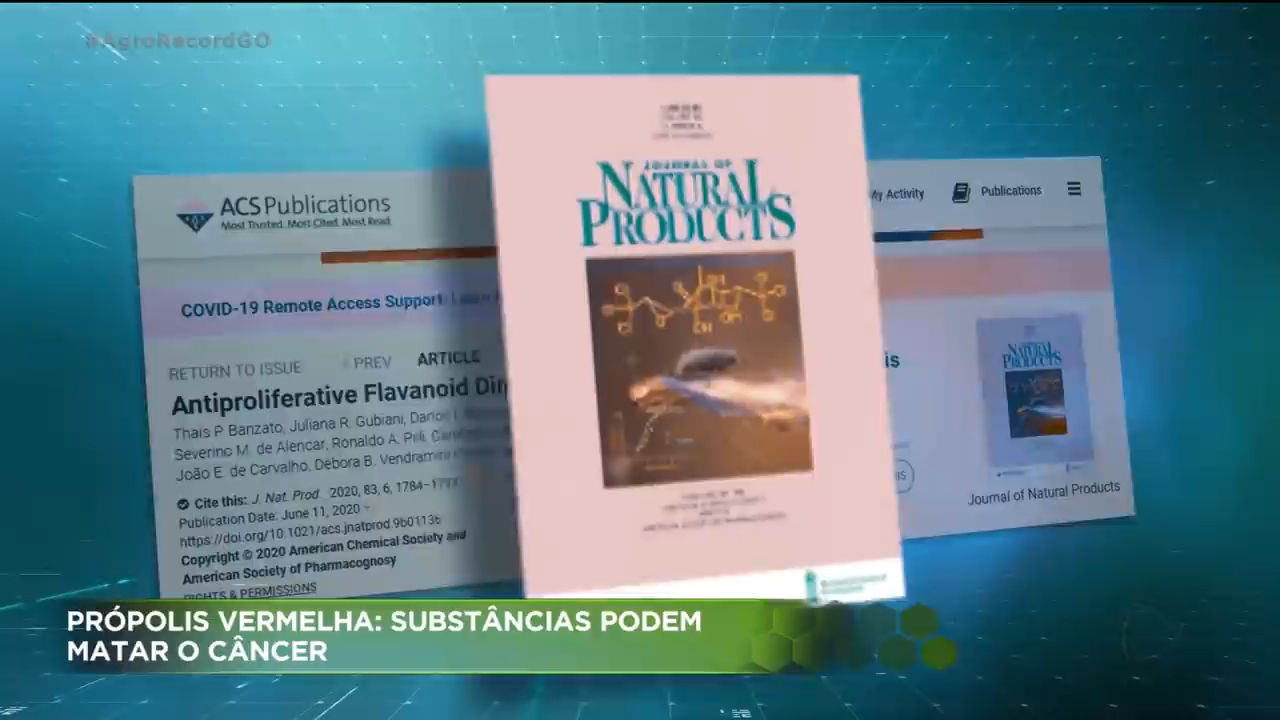 #AgroRecordGO
ACS Publications
Most Trusted. Most Cited. Most Read.
My Activity
Publications
COVID-19 Remote Access Support:
RETURN TO ISSUE
< PREV
ARTICLE
Antiproliferative Flavanoid
Thais P. Banzato, Juliana R. Gubiani,
Severino M. de Alencar, Ronaldo A. Pilli,
João E. de Carvalho, Débora B. Vendramini
Cite this: J. Nat. Prod. 2020, 83, 6, 1784–
Publication Date: June 11, 2020
https://doi.org/10.1021/acs.jnatprod.9b01136
Copyright © 2020 American Chemical Society and
American Society of Pharmacognosy
RIGHTS & PERMISSIONS
JOURNAL OF
NATURAL
PRODUCTS
is
NATURAL
PRODUCTS
Journal of Natural Products
PRÓPOLIS VERMELHA: SUBSTÂNCIAS PODEM
MATAR O CÂNCER